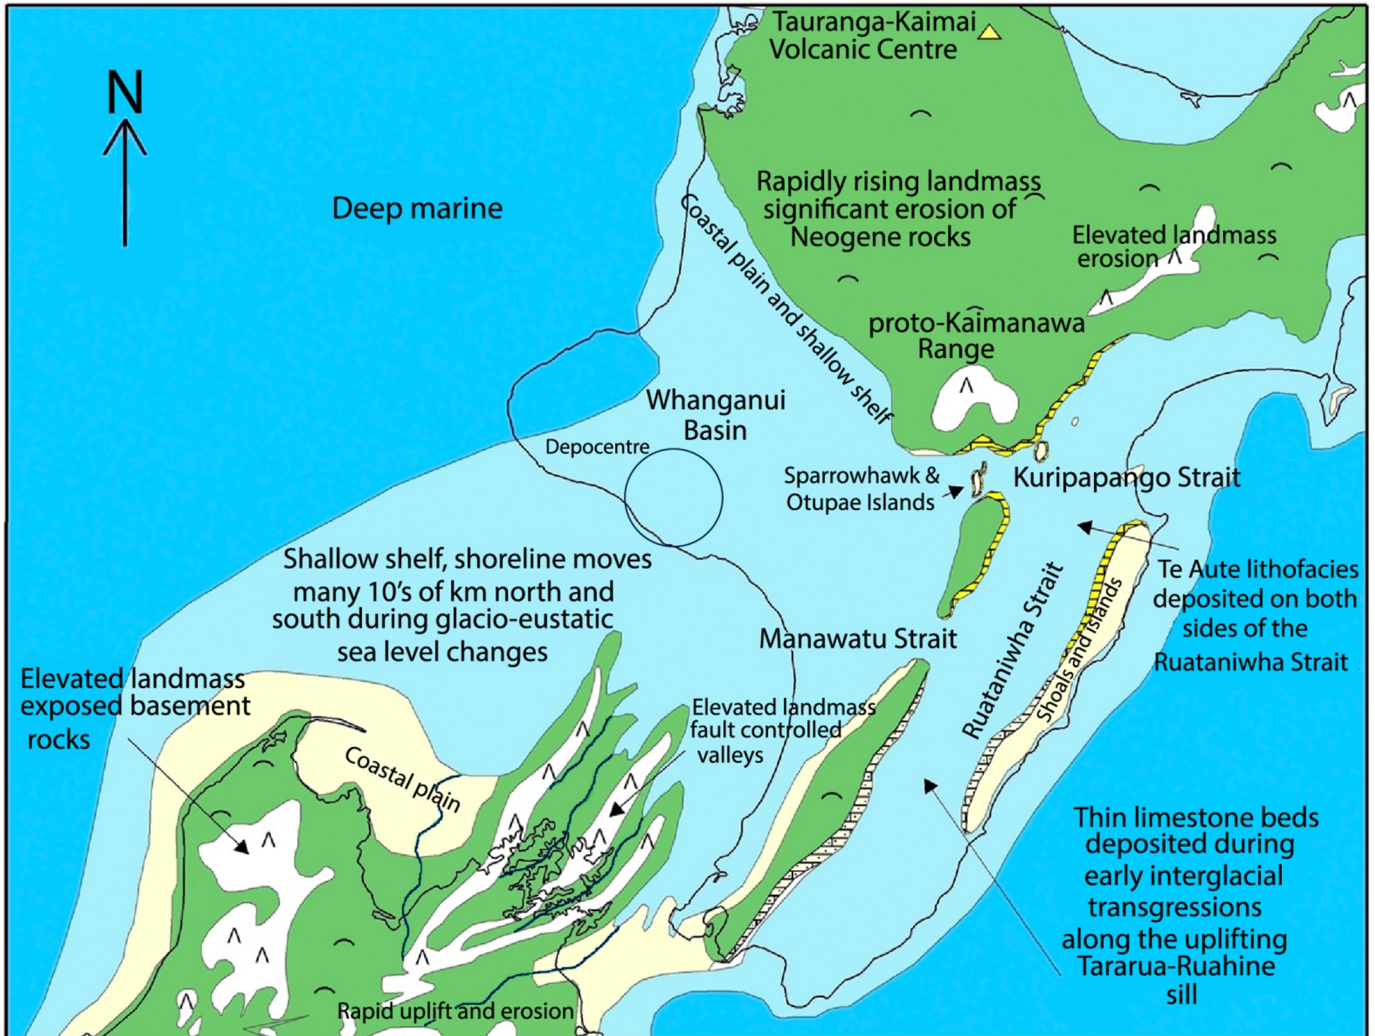 Tauranga-Kaimai
Volcanic Centre
N
Deep marine
Rapidly rising landmass
significant erosion of
Neogene rocks
Coastal plain and shallow shelf
Elevated landmass
erosion
proto-Kaimanawa
Range
Whanganui
Basin
Depocentre
Sparrowhawk &
Otupae Islands
Kuripapango Strait
Shallow shelf, shoreline moves
many 10's of km north and
south during glacio-eustatic
sea level changes
Te Aute lithofacies
deposited on both
sides of the
Ruataniwha Strait
Manawatu Strait
Ruataniwha Strait
Shoals and islands
Elevated landmass
exposed basement
rocks
Elevated landmass
fault controlled
valleys
Coastal plain
Thin limestone beds
deposited during
early interglacial
transgressions
along the uplifting
Tararua-Ruahine
sill
Rapid uplift and erosion